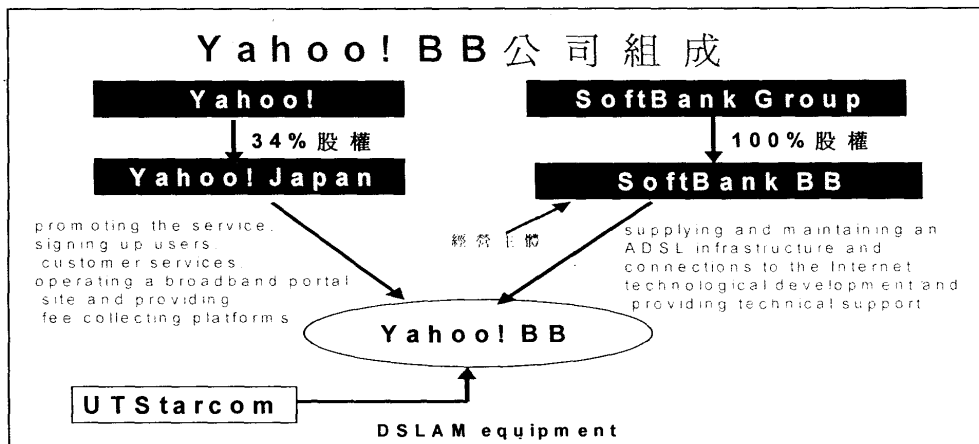 Yahoo! BB公司組成
Yahoo!
SoftBank Group
34% 股權
100% 股權
Yahoo! Japan
SoftBank BB
promoting the service,
signing up users,
customer services,
operating a broadband portal
site and providing
fee collecting platforms
經營主體
supplying and maintaining an
ADSL infrastructure and
connections to the Internet
technological development and
providing technical support
Yahoo! BB
UTStarcom
DSLAM equipment